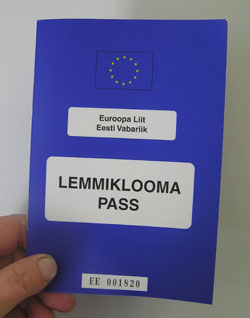 Euroopa Liit
Eesti Vabariik
LEMMIKLOOMA
PASS
EE 001820